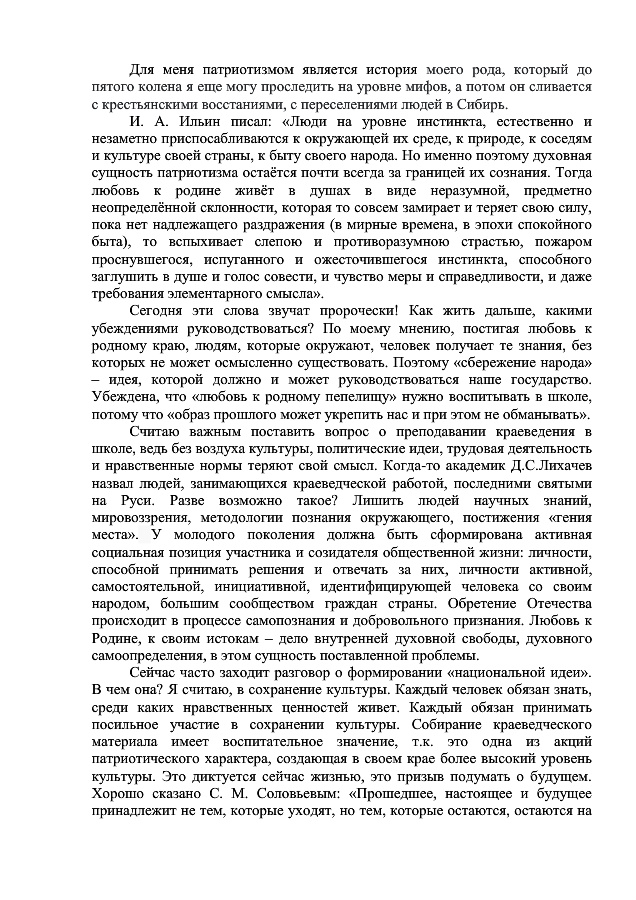 Для меня патриотизмом является история моего рода, который до
пятого колена я еще могу проследить на уровне мифов, а потом он сливается
с крестьянскими восстаниями, с переселениями людей в Сибирь.
И. А. Ильин писал: «Люди на уровне инстинкта, естественно и
незаметно приспосабливаются к окружающей их среде, к природе, к соседям
и культуре своей страны, к быту своего народа. Но именно поэтому духовная
сущность патриотизма остаётся почти всегда за границей их сознания. Тогда
любовь к родине живёт в душах в виде неразумной, предметно
неопределённой склонности, которая то совсем замирает и теряет свою силу,
пока нет надлежащего раздражения (в мирные времена, в эпохи спокойного
быта), то вспыхивает слепою и противоразумною страстью, пожаром
проснувшегося, испуганного и ожесточившегося инстинкта, способного
заглушить в душе и голос совести, и чувство меры и справедливости, и даже
требования элементарного смысла».
Сегодня эти слова звучат пророчески! Как жить дальше, какими
убеждениями руководствоваться? По моему мнению, постигая любовь к
родному краю, людям, которые окружают, человек получает те знания, без
которых не может осмысленно существовать. Поэтому «сбережение народа»
– идея, которой должно и может руководствоваться наше государство.
Убеждена, что «любовь к родному пепелищу» нужно воспитывать в школе,
потому что «образ прошлого может укрепить нас и при этом не обманывать».
Считаю важным поставить вопрос о преподавании краеведения в
школе, ведь без воздуха культуры, политические идеи, трудовая деятельность
и нравственные нормы теряют свой смысл. Когда-то академик Д.С.Лихачев
назвал людей, занимающихся краеведческой работой, последними святыми
на Руси. Разве возможно такое? Лишить людей научных знаний,
мировоззрения, методологии познания окружающего, постижения «гения
места». У молодого поколения должна быть сформирована активная
социальная позиция участника и созидателя общественной жизни: личности,
способной принимать решения и отвечать за них, личности активной,
самостоятельной, инициативной, идентифицирующей человека со своим
народом, большим сообществом граждан страны. Обретение Отечества
происходит в процессе самопознания и добровольного признания. Любовь к
Родине, к своим истокам – дело внутренней духовной свободы, духовного
самоопределения, в этом сущность поставленной проблемы.
Сейчас часто заходит разговор о формировании «национальной идеи».
В чем она? Я считаю, в сохранение культуры. Каждый человек обязан знать,
среди каких нравственных ценностей живет. Каждый обязан принимать
посильное участие в сохранении культуры. Собирание краеведческого
материала имеет воспитательное значение, т.к. это одна из акций
патриотического характера, создающая в своем крае более высокий уровень
культуры. Это диктуется сейчас жизнью, это призыв подумать о будущем.
Хорошо сказано С. М. Соловьевым: «Прошедшее, настоящее и будущее
принадлежит не тем, которые уходят, но тем, которые остаются, остаются на